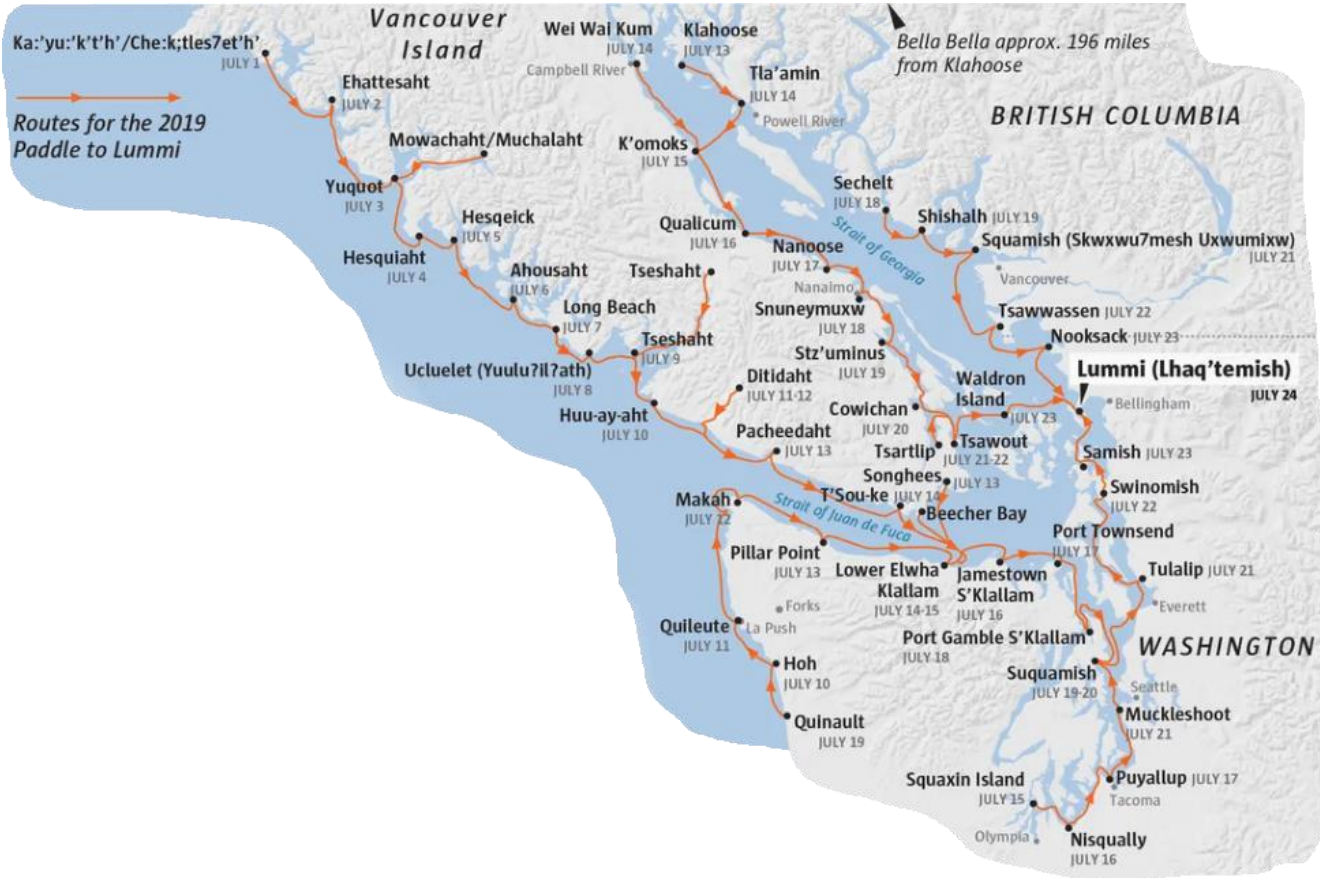 Vancouver
Island
Ka:'yu:'k't'h'/Che:k;tles7et'h'
JULY 1
Ehattesaht
JULY 2
Routes for the 2019
Paddle to Lummi
Mowachaht/Muchalaht
Yuquot
JULY 3
Hesquiaht
JULY 4
Hesqeick
JULY 5
Ahousaht
JULY 6
Long Beach
JULY 7
Ucluelet (Yuulu?il?ath)
JULY 8
Tseshaht
Tseshaht
JULY 9
Huu-ay-aht
JULY 10
Ditidaht
JULY 11-12
Pacheedaht
JULY 13
Wei Wai Kum
JULY 14
Campbell River
Klahoose
JULY 13
Tla'amin
JULY 14
Powell River
K'omoks
JULY 15
Qualicum
JULY 16
Nanoose
JULY 17
Nanaimo
Snuneymuxw
JULY 18
Stz'uminus
JULY 19
Cowichan
JULY 20
Tsartlip
Tsawout
JULY 21-22
Waldron
Island
JULY 23
Songhees
JULY 13
T'Sou-ke
JULY 14
Beecher Bay
Bella Bella approx. 196 miles
from Klahoose
BRITISH COLUMBIA
Sechelt
JULY 18
Shishalh JULY 19
Squamish (Skwxwu7mesh Uxwumixw)
JULY 21
Strait of Georgia
Vancouver
Tsawwassen JULY 22
Nooksack JULY 23
Lummi (Lhaq'temish)
JULY 24
Bellingham
Samish JULY 23
Swinomish
JULY 22
Port Townsend
JULY 17
Tulalip JULY 21
Everett
Strait of Juan de Fuca
Makah
JULY 12
Pillar Point
JULY 13
Lower Elwha
Klallam
JULY 14-15
Jamestown
S'Klallam
JULY 16
Port Gamble S'Klallam
JULY 18
Suquamish
JULY 19-20
WASHINGTON
Seattle
Muckleshoot
JULY 21
Forks
Quileute
JULY 11
La Push
Hoh
JULY 10
Quinault
JULY 19
Puyallup JULY 17
Tacoma
Squaxin Island
JULY 15
Olympia
Nisqually
JULY 16